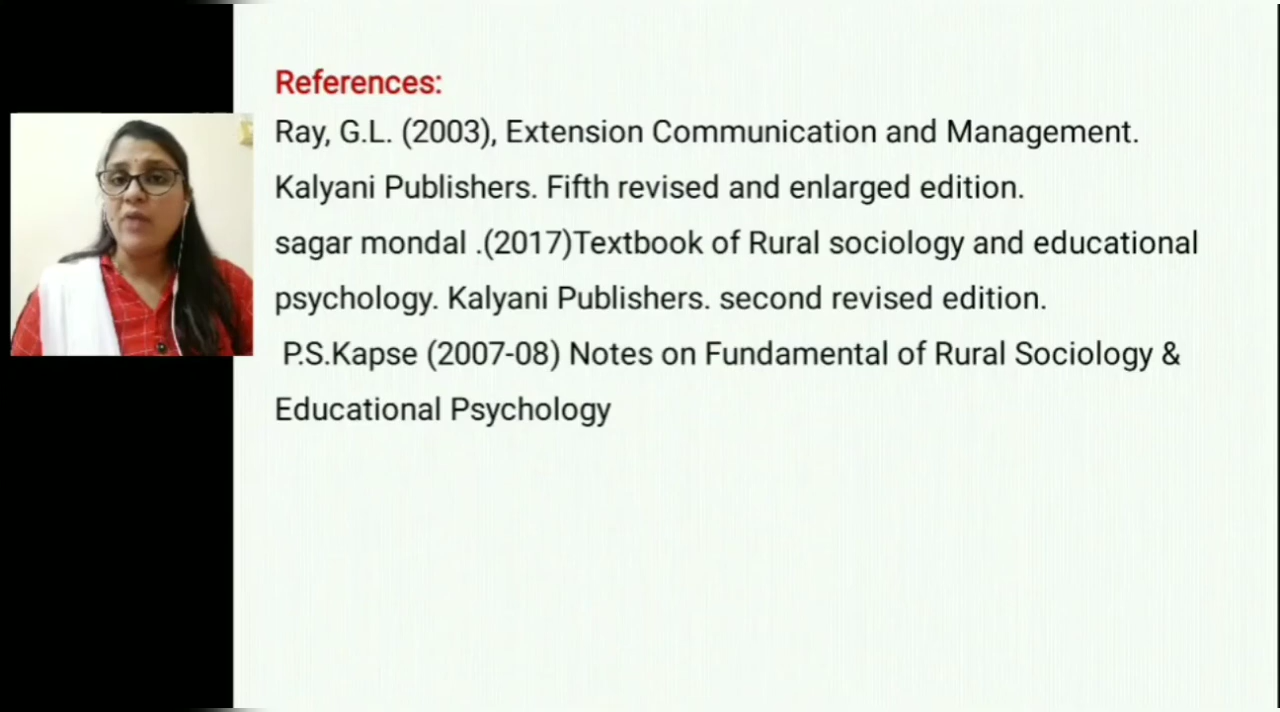 References:
Ray, G.L. (2003), Extension Communication and Management.
Kalyani Publishers. Fifth revised and enlarged edition.
sagar mondal .(2017)Textbook of Rural sociology and educational
psychology. Kalyani Publishers. second revised edition.
P.S.Kapse (2007-08) Notes on Fundamental of Rural Sociology &
Educational Psychology